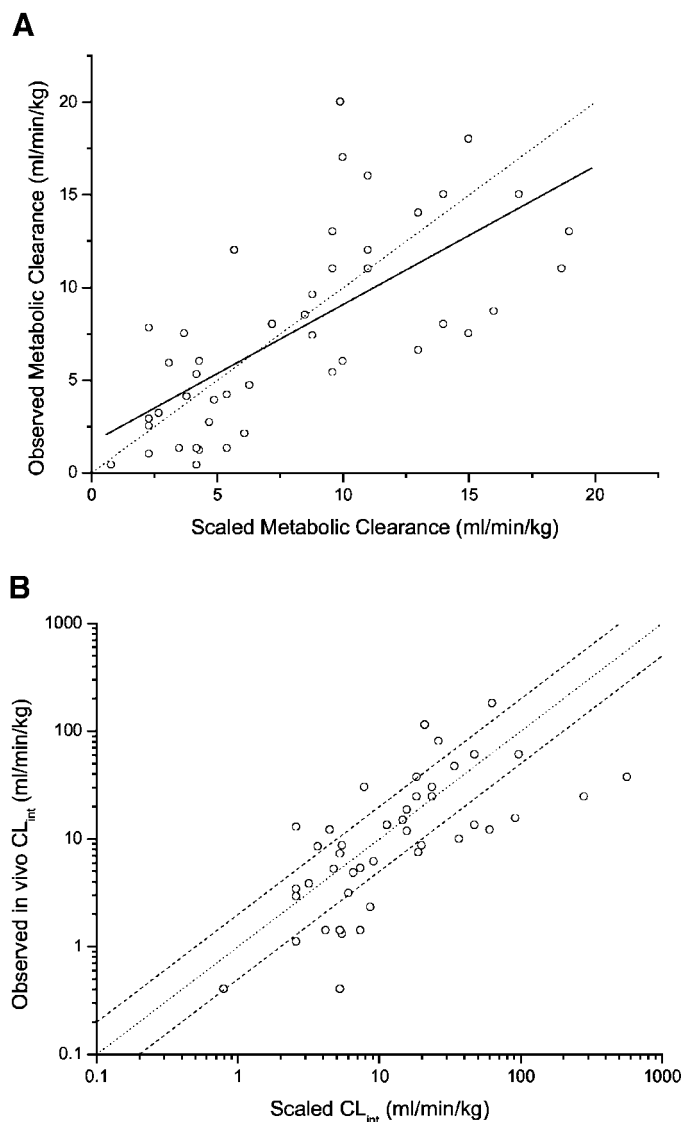 A
Observed Metabolic Clearance (ml/min/kg)
20
15
10
5
0
0 5 10 15 20
Scaled Metabolic Clearance (ml/min/kg)
B
Observed in vivo CLint (ml/min/kg)
1000
100
10
1
0.1
0.1 1 10 100 1000
Scaled CLint (ml/min/kg)